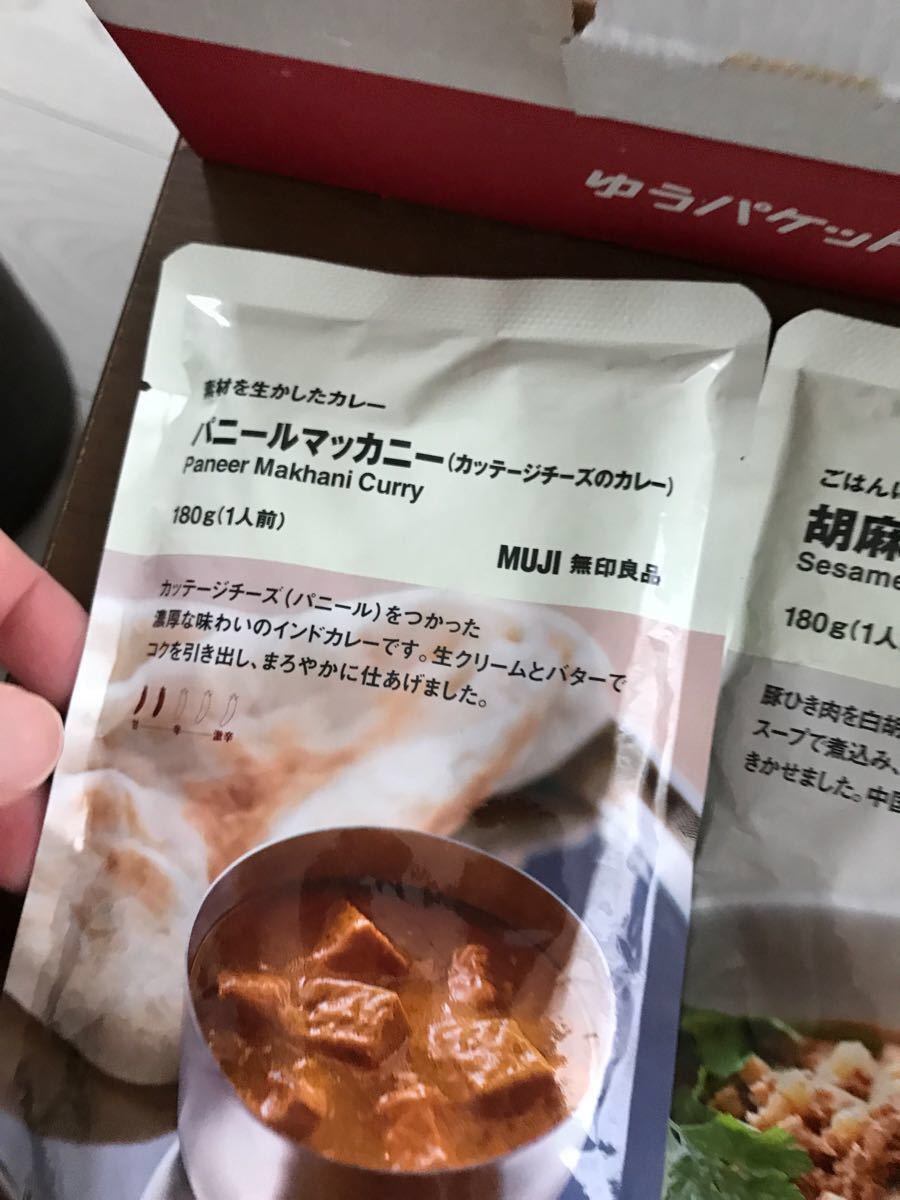 ゆうパケット
素材を生かしたカレー
パニールマッカニー(カッテージチーズのカレー)
Paneer Makhani Curry
180g(1人前)
MUJI 無印良品
カッテージチーズ(パニール)をつかった
濃厚な味わいのインドカレーです。生クリームとバターで
コクを引き出し、まろやかに仕あげました。
甘 辛 激辛
ごはんに
胡麻
Sesame
180g(1人
豚ひき肉を白胡
スープで煮込み、
きかせました。中国